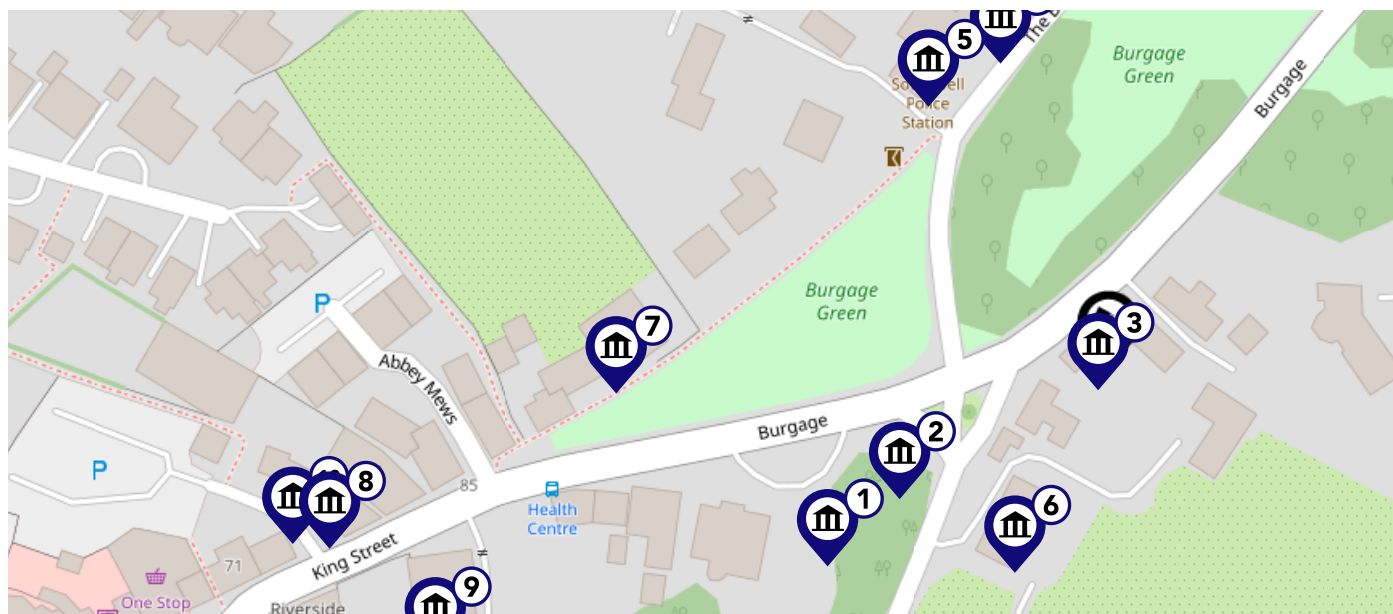 5
The B
Burgage
Green
Burgage
Police
Station
Burgage
Green
3
7
P
Abbey Mews
Burgage
2
P
8
85
1
6
Health
Centre
King Street
71
9
One Stop
Riverside